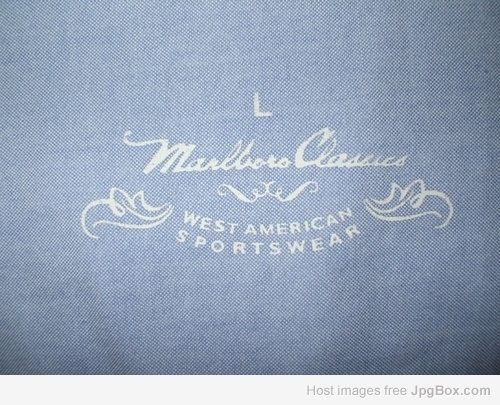 L
Marlboro Classics
WEST AMERICAN
SPORTSWEAR
Host images free JpgBox.com